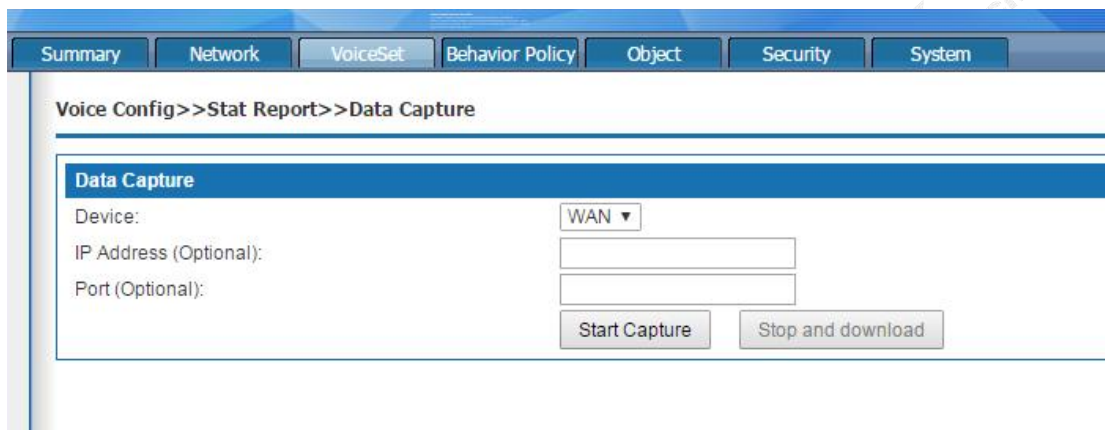 Summary Network VoiceSet Behavior Policy Object Security System
Voice Config>>Stat Report>>Data Capture
Data Capture
Device: WAN ▼
IP Address (Optional):
Port (Optional):
Start Capture Stop and download